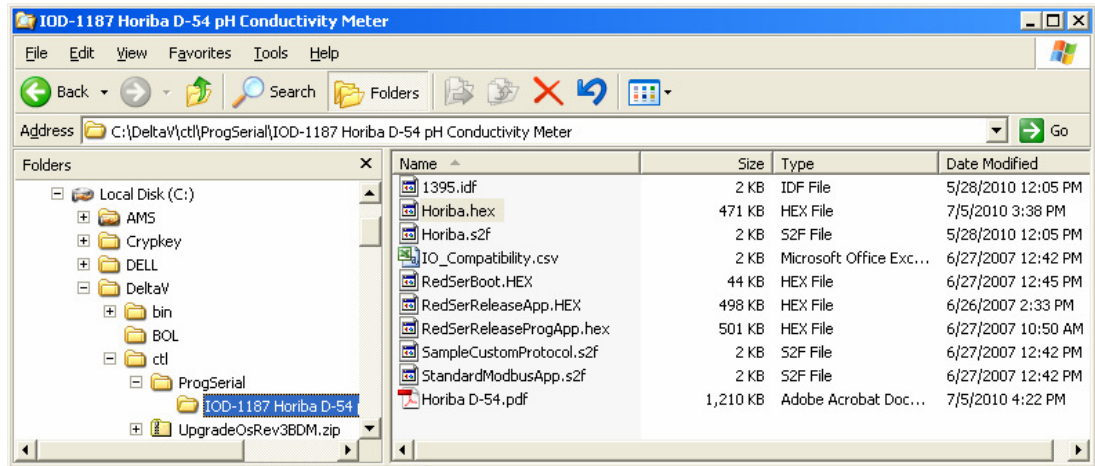 IOD-1187 Horiba D-54 pH Conductivity Meter
File Edit View Favorites Tools Help
Back Search Folders
Address C:\DeltaV\ctl\ProgSerial\IOD-1187 Horiba D-54 pH Conductivity Meter Go
Folders x
Local Disk (C:)
AMS
Crypkey
DELL
DeltaV
bin
BOL
ctl
ProgSerial
IOD-1187 Horiba D-54
UpgradeOsRev3BDM.zip
Name Size Type Date Modified
1395.idf 2 KB IDF File 5/28/2010 12:05 PM
Horiba.hex 471 KB HEX File 7/5/2010 3:38 PM
Horiba.s2f 2 KB S2F File 5/28/2010 12:05 PM
IO_Compatibility.csv 2 KB Microsoft Office Exc... 6/27/2007 12:42 PM
RedSerBoot.HEX 44 KB HEX File 6/27/2007 12:45 PM
RedSerReleaseApp.HEX 498 KB HEX File 6/26/2007 2:33 PM
RedSerReleaseProgApp.hex 501 KB HEX File 6/27/2007 10:50 AM
SampleCustomProtocol.s2f 2 KB S2F File 6/27/2007 12:42 PM
StandardModbusApp.s2f 2 KB S2F File 6/27/2007 12:42 PM
Horiba D-54.pdf 1,210 KB Adobe Acrobat Doc... 7/5/2010 4:22 PM